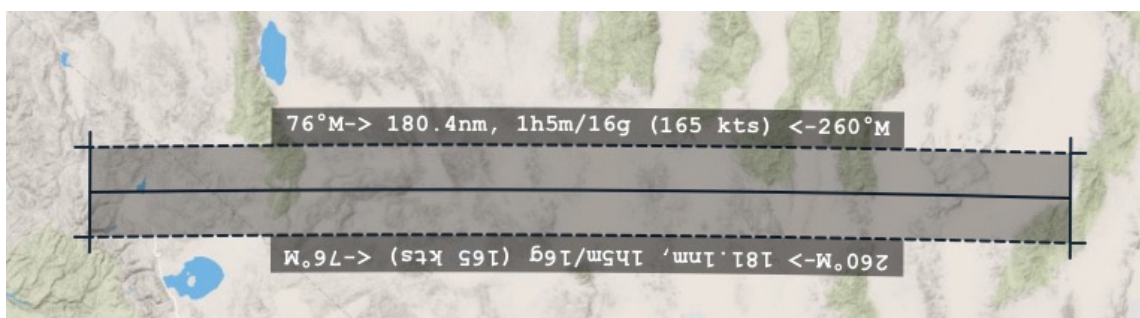 76°M-> 180.4nm, 1h5m/16g (165 kts) <-260°M
260°M-> 181.1nm, 1h5m/16g (165 kts) <-76°M